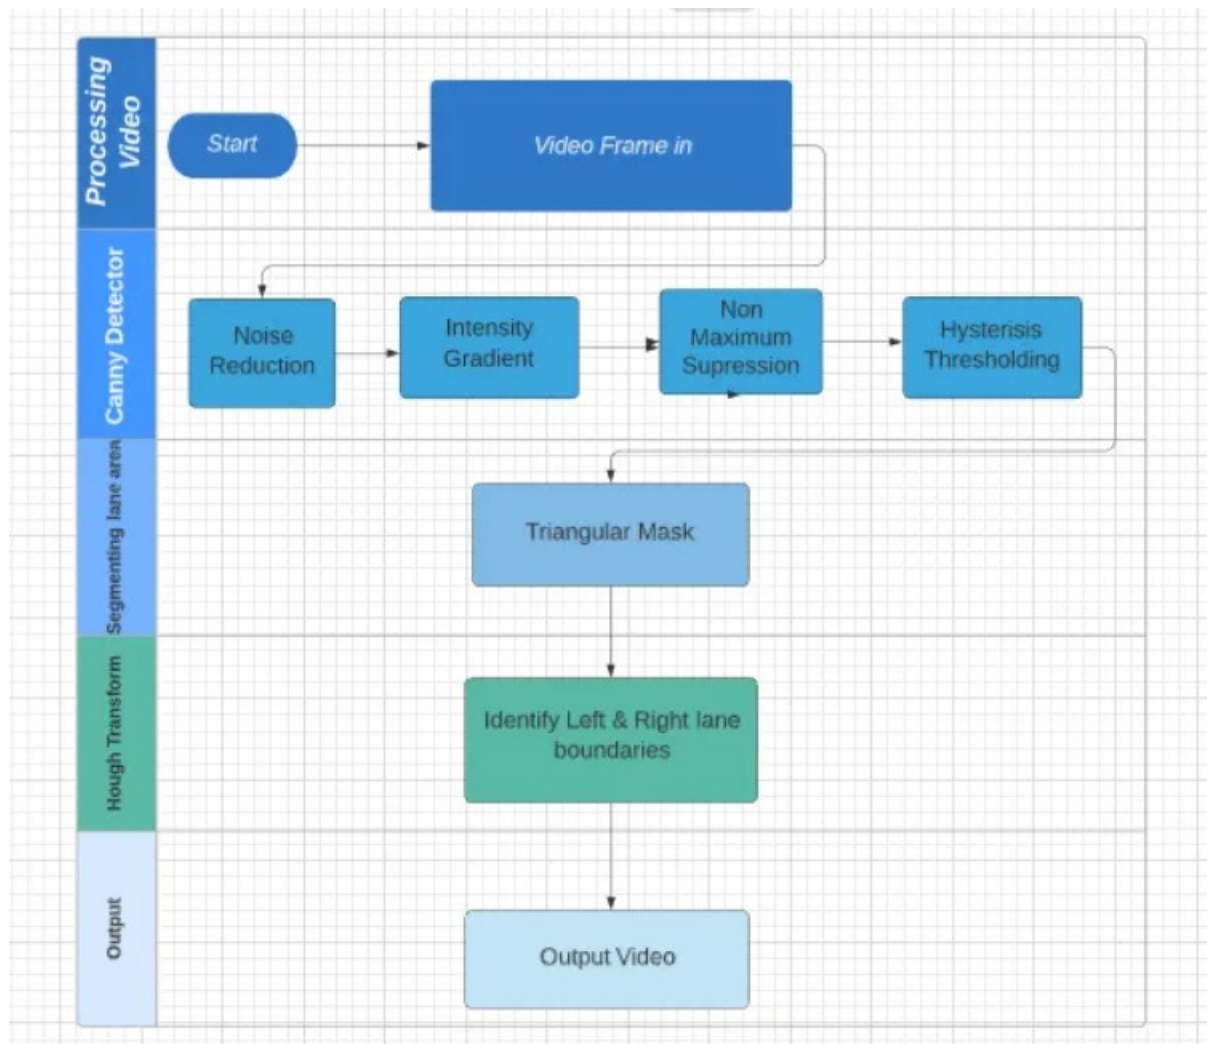 Processing
Video
Start
Video Frame in
Canny Detector
Noise
Reduction
Intensity
Gradient
Non
Maximum
Supression
Hysterisis
Thresholding
Segmenting lane area
Triangular Mask
Hough Transform
Identify Left & Right lane
boundaries
Output
Output Video